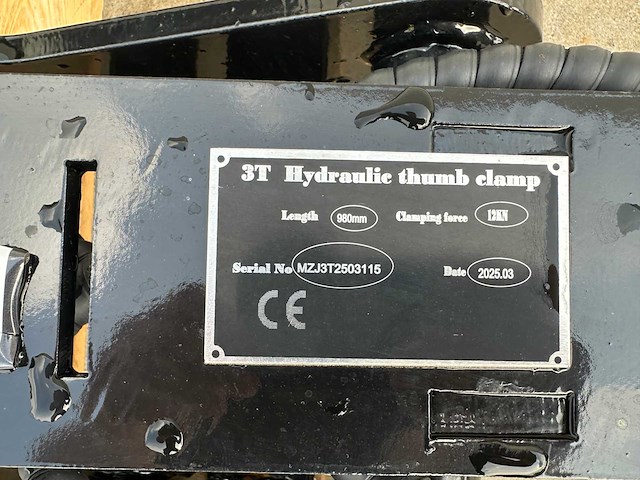 3T Hydraulic thumb clamp
Length 980mm Clamping force 12KN
Serial No MZJ3T2503115 Date 2025.03
CE